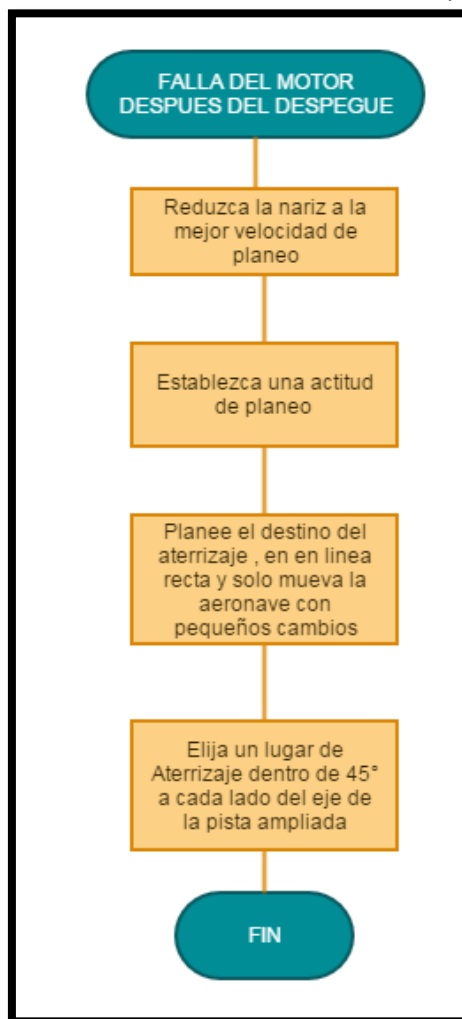 FALLA DEL MOTOR
DESPUES DEL DESPEGUE
Reduzca la nariz a la
mejor velocidad de
planeo
Establezca una actitud
de planeo
Planee el destino del
aterrizaje , en en linea
recta y solo mueva la
aeronave con
pequeños cambios
Elija un lugar de
Aterrizaje dentro de 45°
a cada lado del eje de
la pista ampliada
FIN